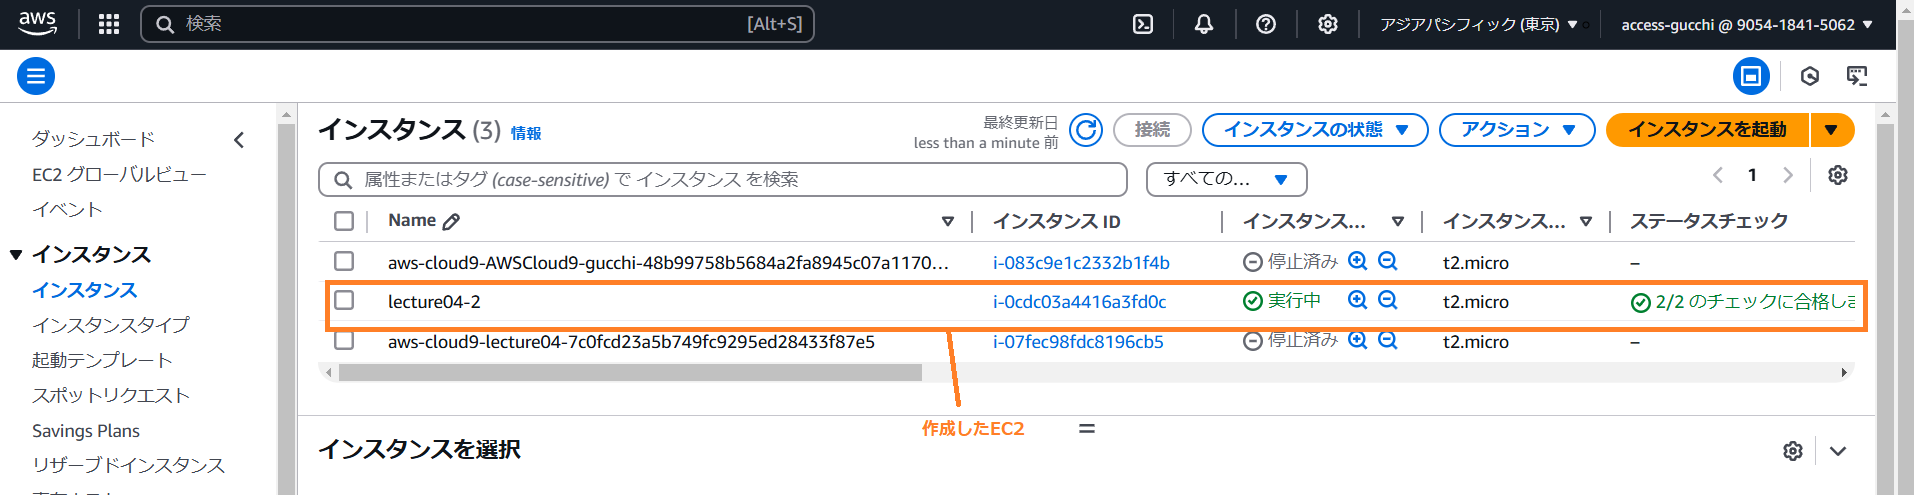 aws
検索
[Alt+S]
アジアパシフィック (東京) ▼
access-gucchi @ 9054-1841-5062 ▼
ダッシュボード
EC2 グローバルビュー
イベント
▼ インスタンス
インスタンス
インスタンスタイプ
起動テンプレート
スポットリクエスト
Savings Plans
リザーブドインスタンス
インスタンス (3) 情報
最終更新日
less than a minute 前
接続
インスタンスの状態 ▼
アクション ▼
インスタンスを起動 ▼
属性またはタグ (case-sensitive) で インスタンス を検索
すべての... ▼
1
Name インスタンス ID インスタンス... インスタンス... ステータスチェック
aws-cloud9-AWSCloud9-gucchi-48b99758b5684a2fa8945c07a1170... i-083c9e1c2332b1f4b 停止済み t2.micro –
lecture04-2 i-0cdc03a4416a3fd0c 実行中 t2.micro 2/2 のチェックに合格しま
aws-cloud9-lecture04-7c0fcd23a5b749fc9295ed28433f87e5 i-07fec98fdc8196cb5 停止済み t2.micro –
作成したEC2
インスタンスを選択